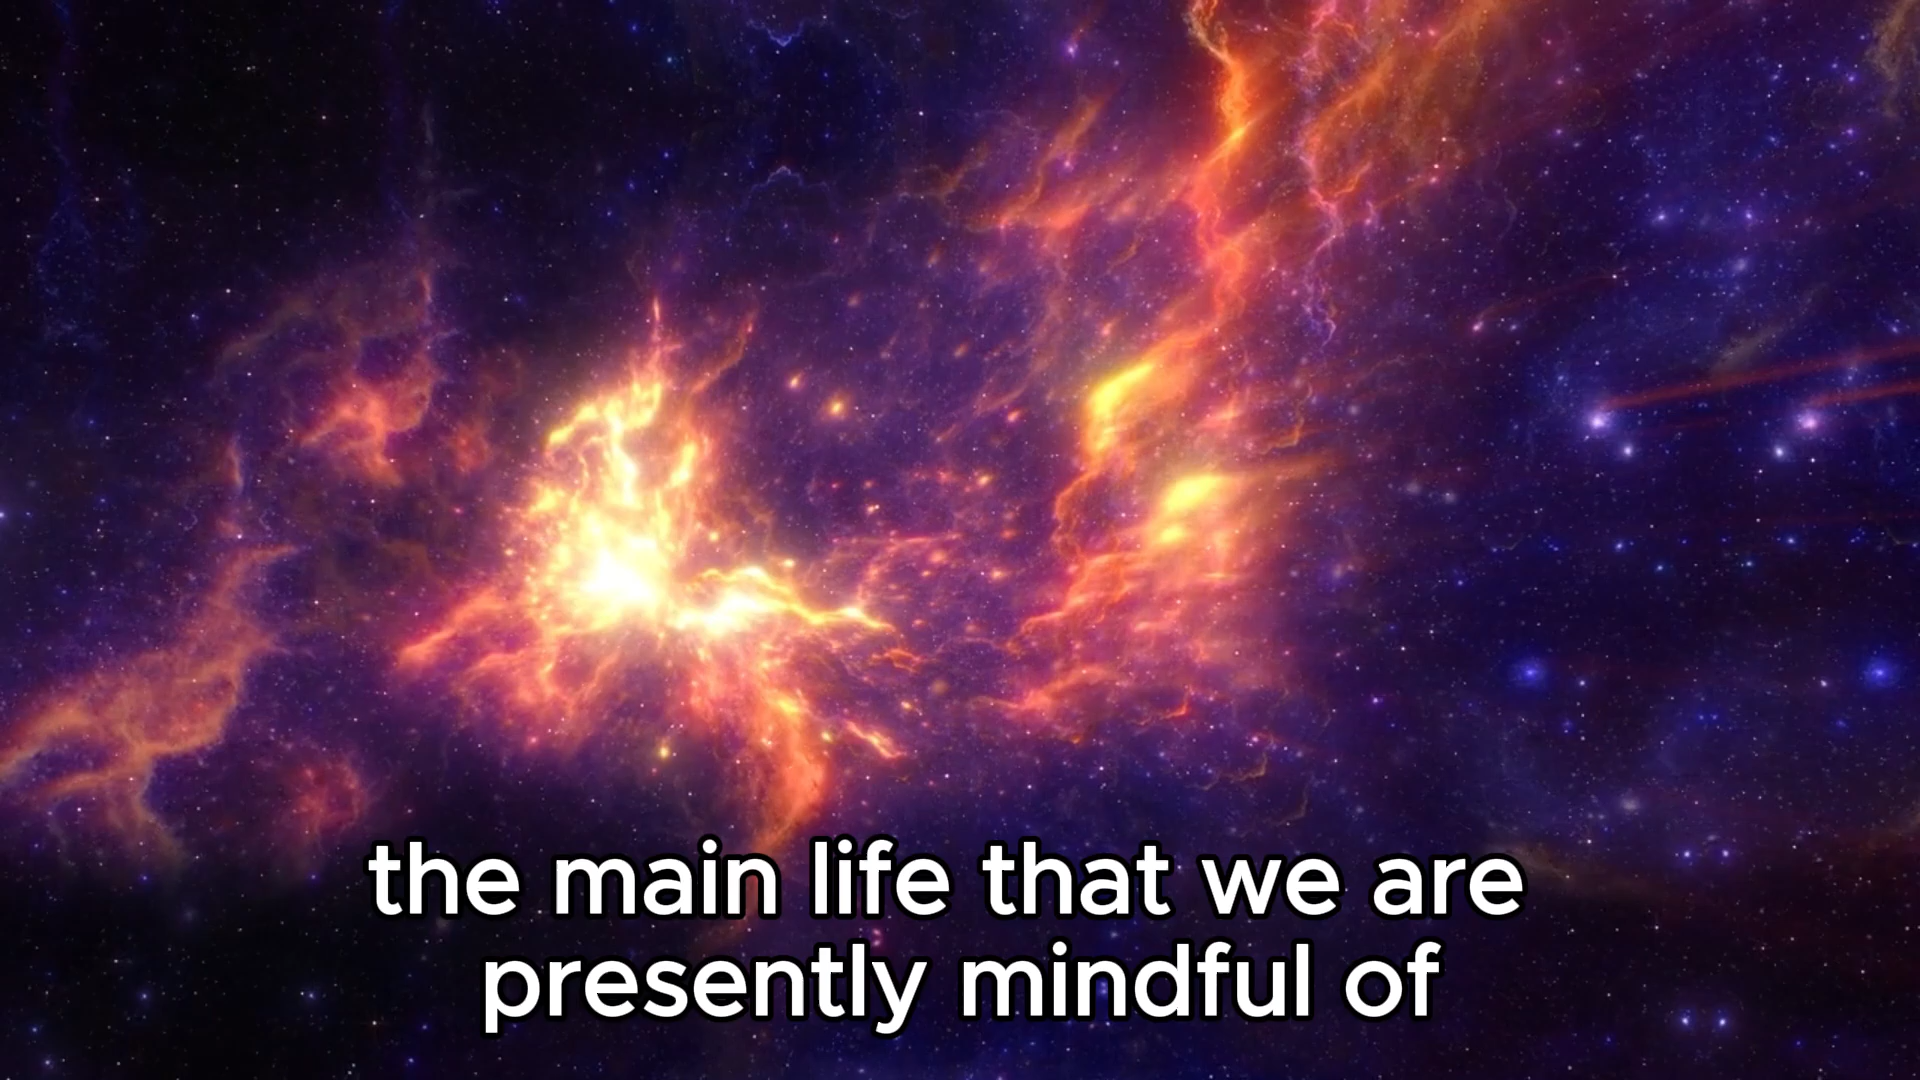 the main life that we are
presently mindful of